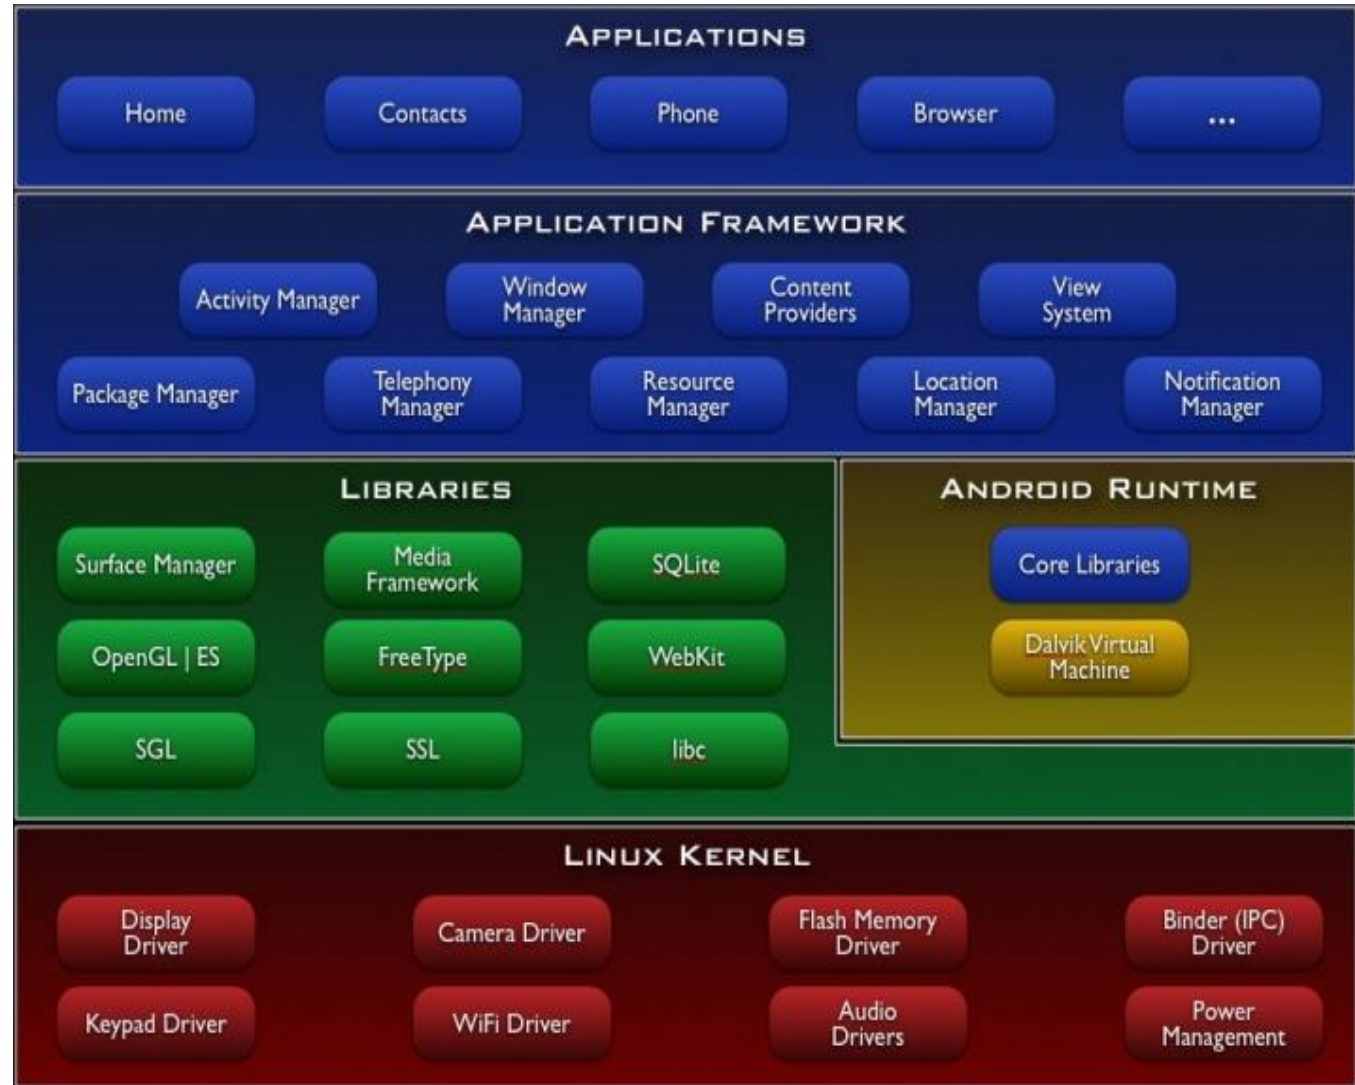 APPLICATIONS
Home
Contacts
Phone
Browser
...
APPLICATION FRAMEWORK
Activity Manager
Window
Manager
Content
Providers
View
System
Package Manager
Telephony
Manager
Resource
Manager
Location
Manager
Notification
Manager
LIBRARIES
Surface Manager
Media
Framework
SQLite
OpenGL | ES
FreeType
WebKit
SGL
SSL
libc
ANDROID RUNTIME
Core Libraries
Dalvik Virtual
Machine
LINUX KERNEL
Display
Driver
Camera Driver
Flash Memory
Driver
Binder (IPC)
Driver
Keypad Driver
WiFi Driver
Audio
Drivers
Power
Management